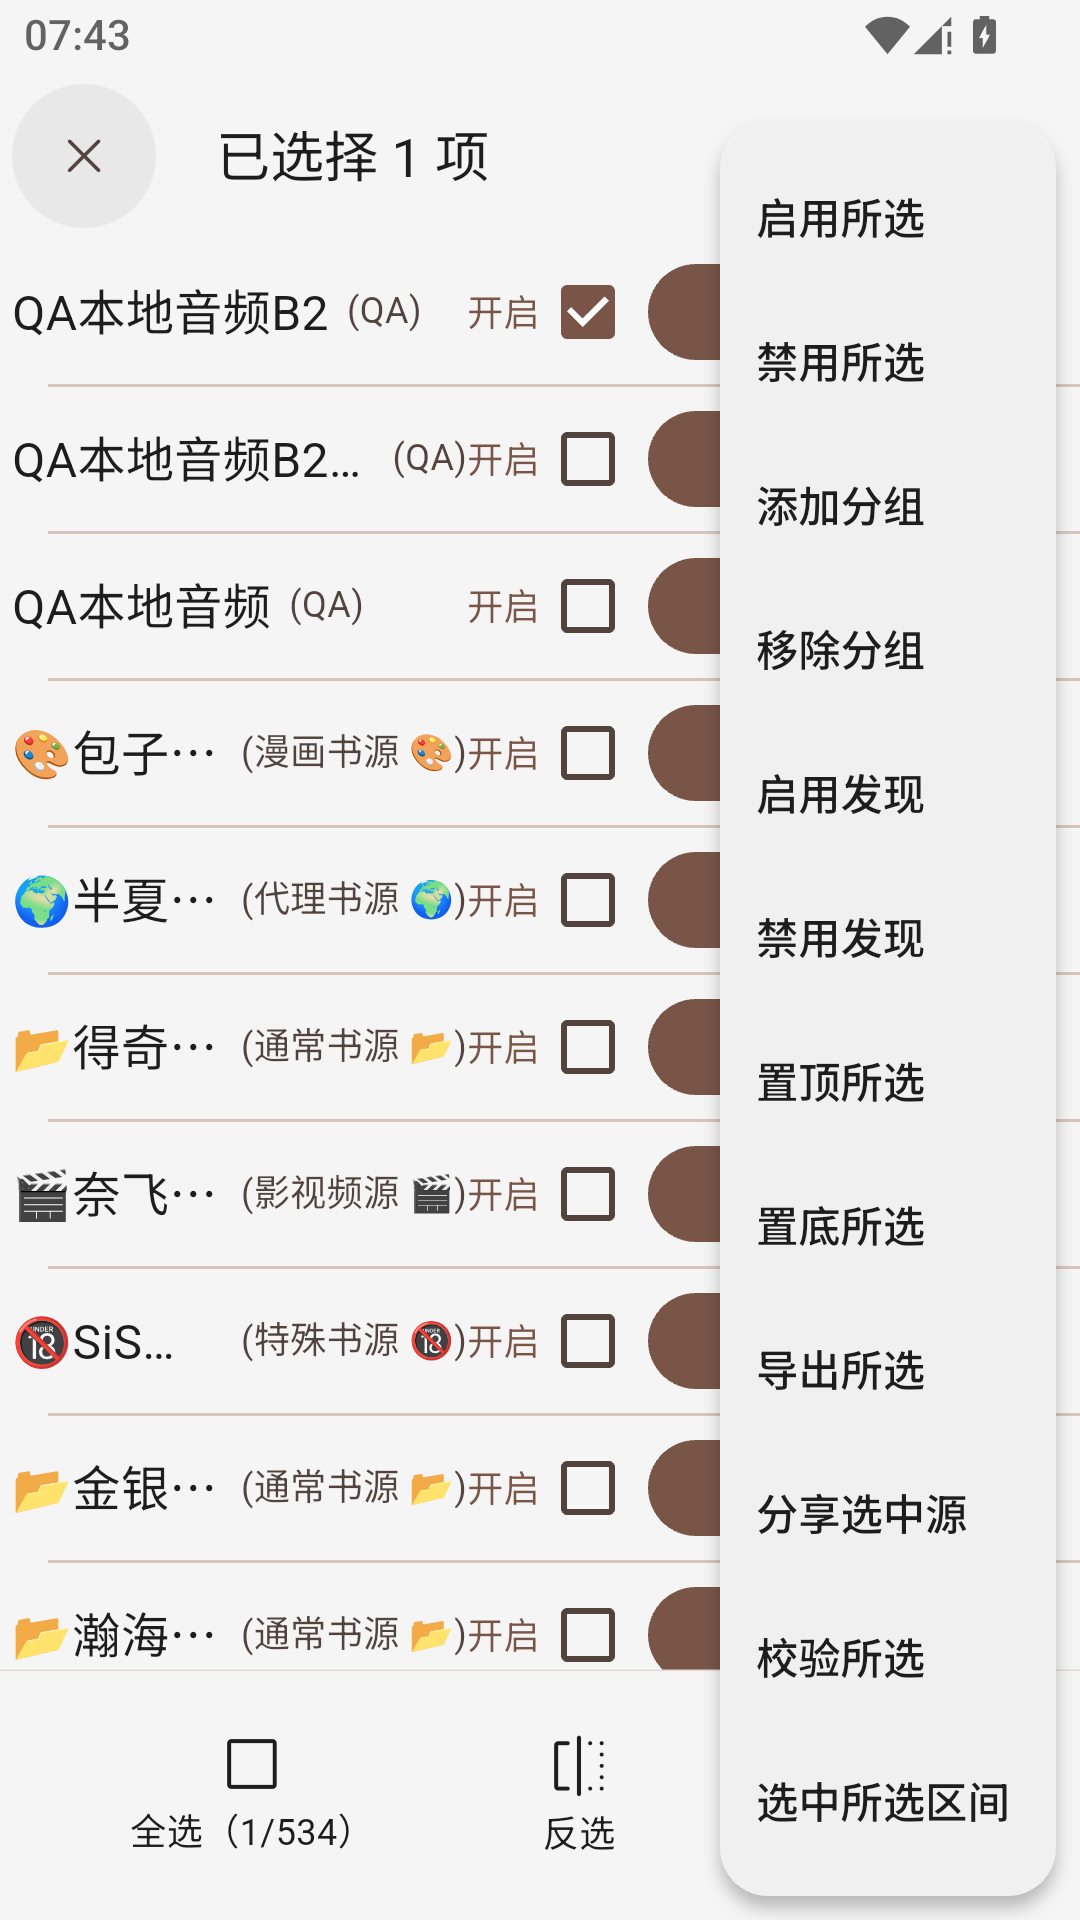 07:43
已选择 1 项
QA本地音频B2 (QA) 开启
QA本地音频B2... (QA)开启
QA本地音频 (QA) 开启
🎨包子… (漫画书源 🎨)开启
🌍半夏… (代理书源 🌍)开启
📂得奇… (通常书源 📂)开启
🎬奈飞… (影视频源 🎬)开启
🔞SiS... (特殊书源 🔞)开启
📂金银… (通常书源 📂)开启
📂瀚海… (通常书源 📂)开启
全选（1/534）
反选
启用所选
禁用所选
添加分组
移除分组
启用发现
禁用发现
置顶所选
置底所选
导出所选
分享选中源
校验所选
选中所选区间